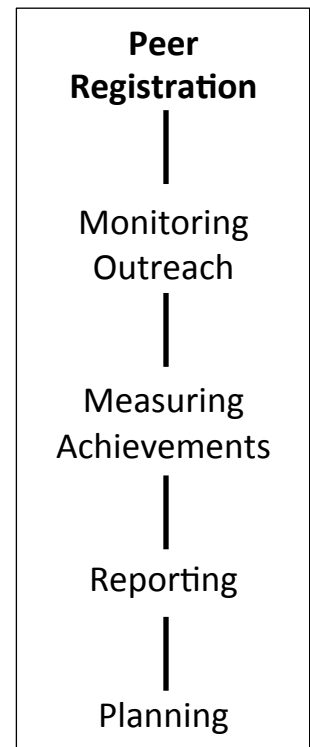 Peer
Registration
Monitoring
Outreach
Measuring
Achievements
Reporting
Planning